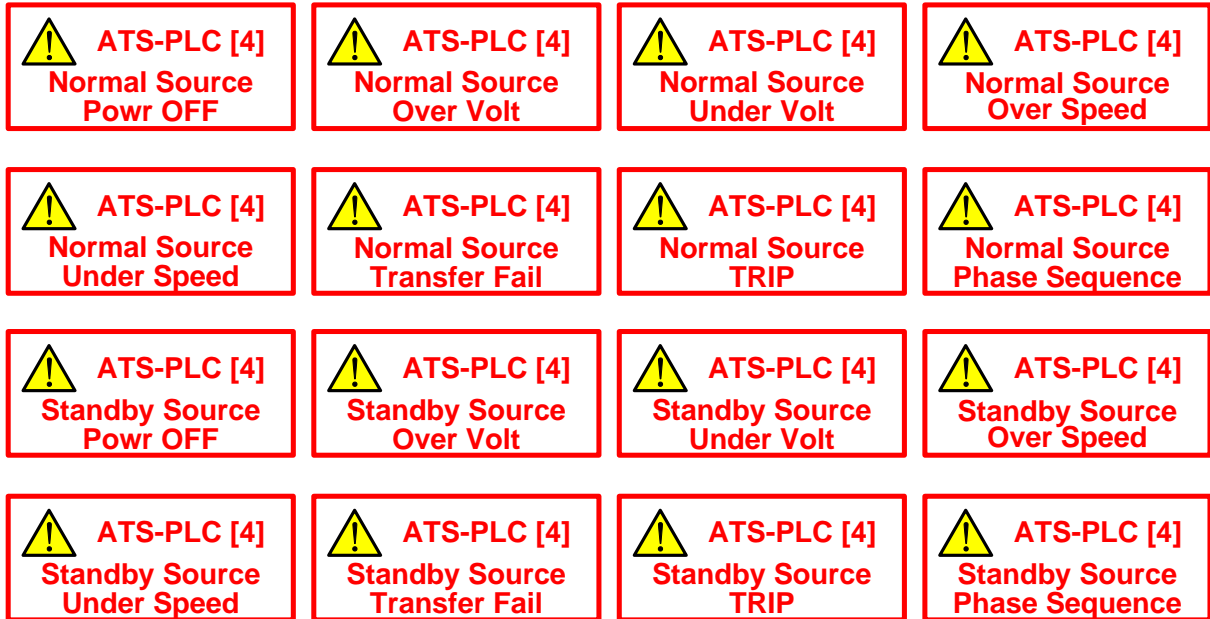 ATS-PLC [4]
Normal Source
Powr OFF
ATS-PLC [4]
Normal Source
Over Volt
ATS-PLC [4]
Normal Source
Under Volt
ATS-PLC [4]
Normal Source
Over Speed
ATS-PLC [4]
Normal Source
Under Speed
ATS-PLC [4]
Normal Source
Transfer Fail
ATS-PLC [4]
Normal Source
TRIP
ATS-PLC [4]
Normal Source
Phase Sequence
ATS-PLC [4]
Standby Source
Powr OFF
ATS-PLC [4]
Standby Source
Over Volt
ATS-PLC [4]
Standby Source
Under Volt
ATS-PLC [4]
Standby Source
Over Speed
ATS-PLC [4]
Standby Source
Under Speed
ATS-PLC [4]
Standby Source
Transfer Fail
ATS-PLC [4]
Standby Source
TRIP
ATS-PLC [4]
Standby Source
Phase Sequence